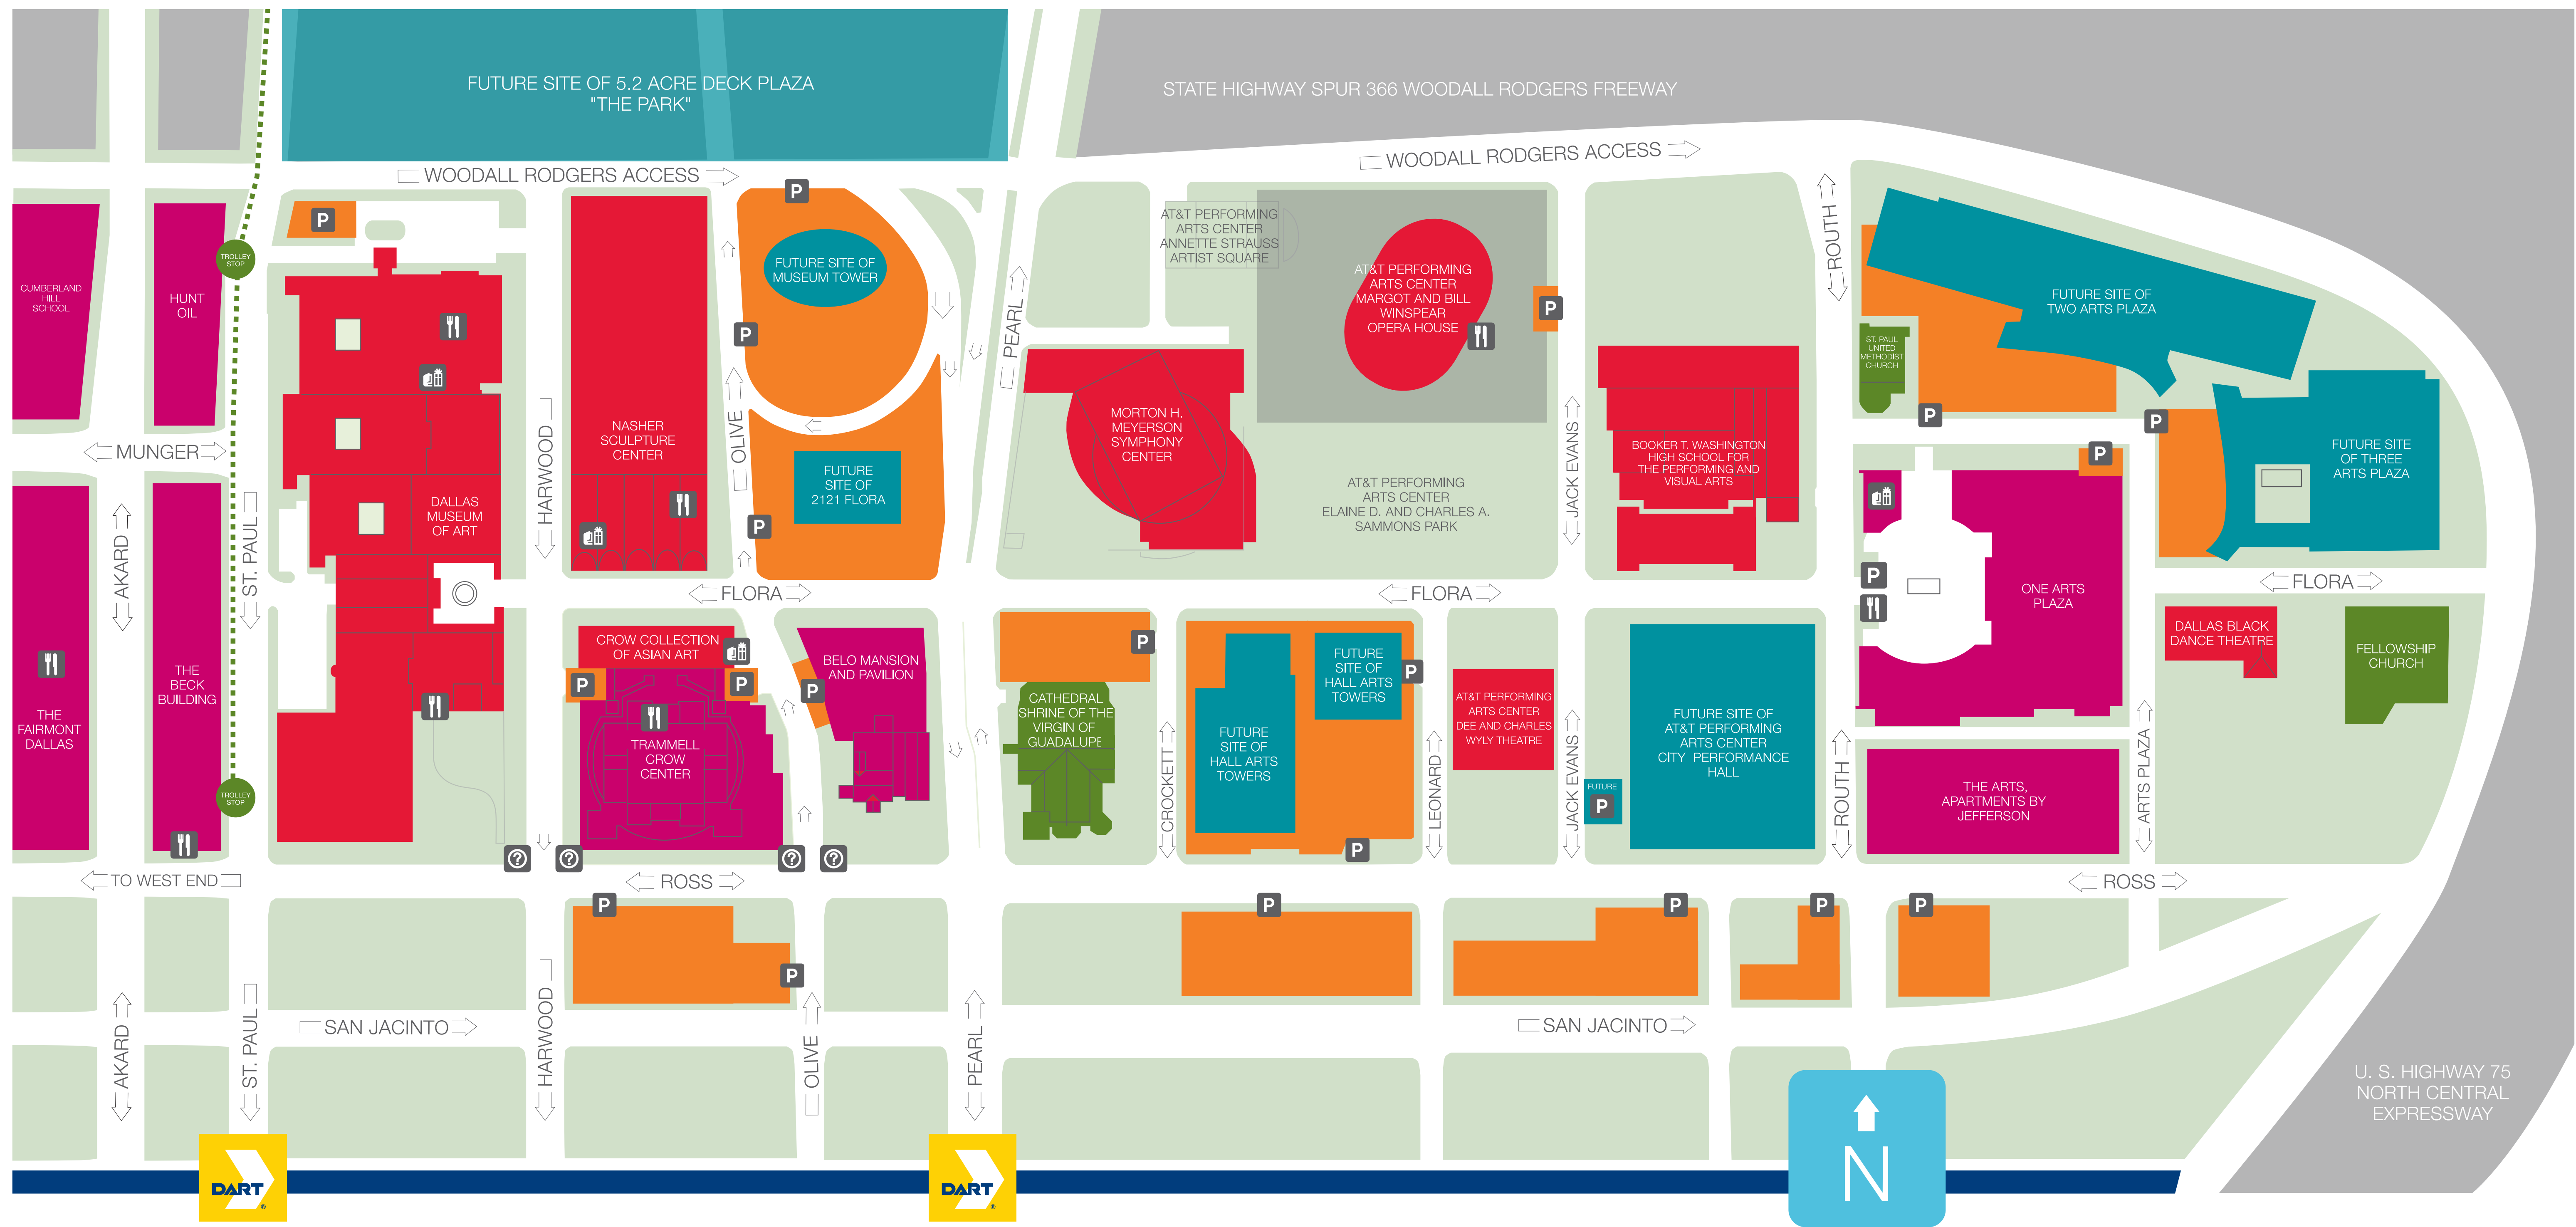 FUTURE SITE OF 5.2 ACRE DECK PLAZA
"THE PARK"
STATE HIGHWAY SPUR 366 WOODALL RODGERS FREEWAY
WOODALL RODGERS ACCESS
WOODALL RODGERS ACCESS
P
P
CUMBERLAND
HILL
SCHOOL
HUNT
OIL
TROLLEY
STOP
FUTURE SITE OF
MUSEUM TOWER
P
PEARL
AT&T PERFORMING
ARTS CENTER
ANNETTE STRAUSS
ARTIST SQUARE
AT&T PERFORMING
ARTS CENTER
MARGOT AND BILL
WINSPEAR
OPERA HOUSE
P
ROUTH
FUTURE SITE OF
TWO ARTS PLAZA
ST. PAUL
UNITED
METHODIST
CHURCH
P
P
MUNGER
AKARD
ST. PAUL
DALLAS
MUSEUM
OF ART
HARWOOD
NASHER
SCULPTURE
CENTER
OLIVE
FUTURE
SITE OF
2121 FLORA
P
MORTON H.
MEYERSON
SYMPHONY
CENTER
AT&T PERFORMING
ARTS CENTER
ELAINE D. AND CHARLES A.
SAMMONS PARK
JACK EVANS
BOOKER T. WASHINGTON
HIGH SCHOOL FOR
THE PERFORMING AND
VISUAL ARTS
P
FUTURE SITE
OF THREE
ARTS PLAZA
FLORA
FLORA
FLORA
P
ONE ARTS
PLAZA
THE
FAIRMONT
DALLAS
THE
BECK
BUILDING
TROLLEY
STOP
CROW COLLECTION
OF ASIAN ART
P
P
TRAMMELL
CROW
CENTER
BELO MANSION
AND PAVILION
P
P
CATHEDRAL
SHRINE OF THE
VIRGIN OF
GUADALUPE
CROCKETT
FUTURE
SITE OF
HALL ARTS
TOWERS
FUTURE
SITE OF
HALL ARTS
TOWERS
P
P
LEONARD
AT&T PERFORMING
ARTS CENTER
DEE AND CHARLES
WYLY THEATRE
JACK EVANS
FUTURE
P
FUTURE SITE OF
AT&T PERFORMING
ARTS CENTER
CITY PERFORMANCE
HALL
ROUTH
THE ARTS,
APARTMENTS BY
JEFFERSON
ARTS PLAZA
DALLAS BLACK
DANCE THEATRE
FELLOWSHIP
CHURCH
?
?
?
?
TO WEST END
ROSS
ROSS
P
P
P
P
P
P
AKARD
ST. PAUL
SAN JACINTO
HARWOOD
OLIVE
PEARL
SAN JACINTO
U. S. HIGHWAY 75
NORTH CENTRAL
EXPRESSWAY
DART
®
DART
®
N